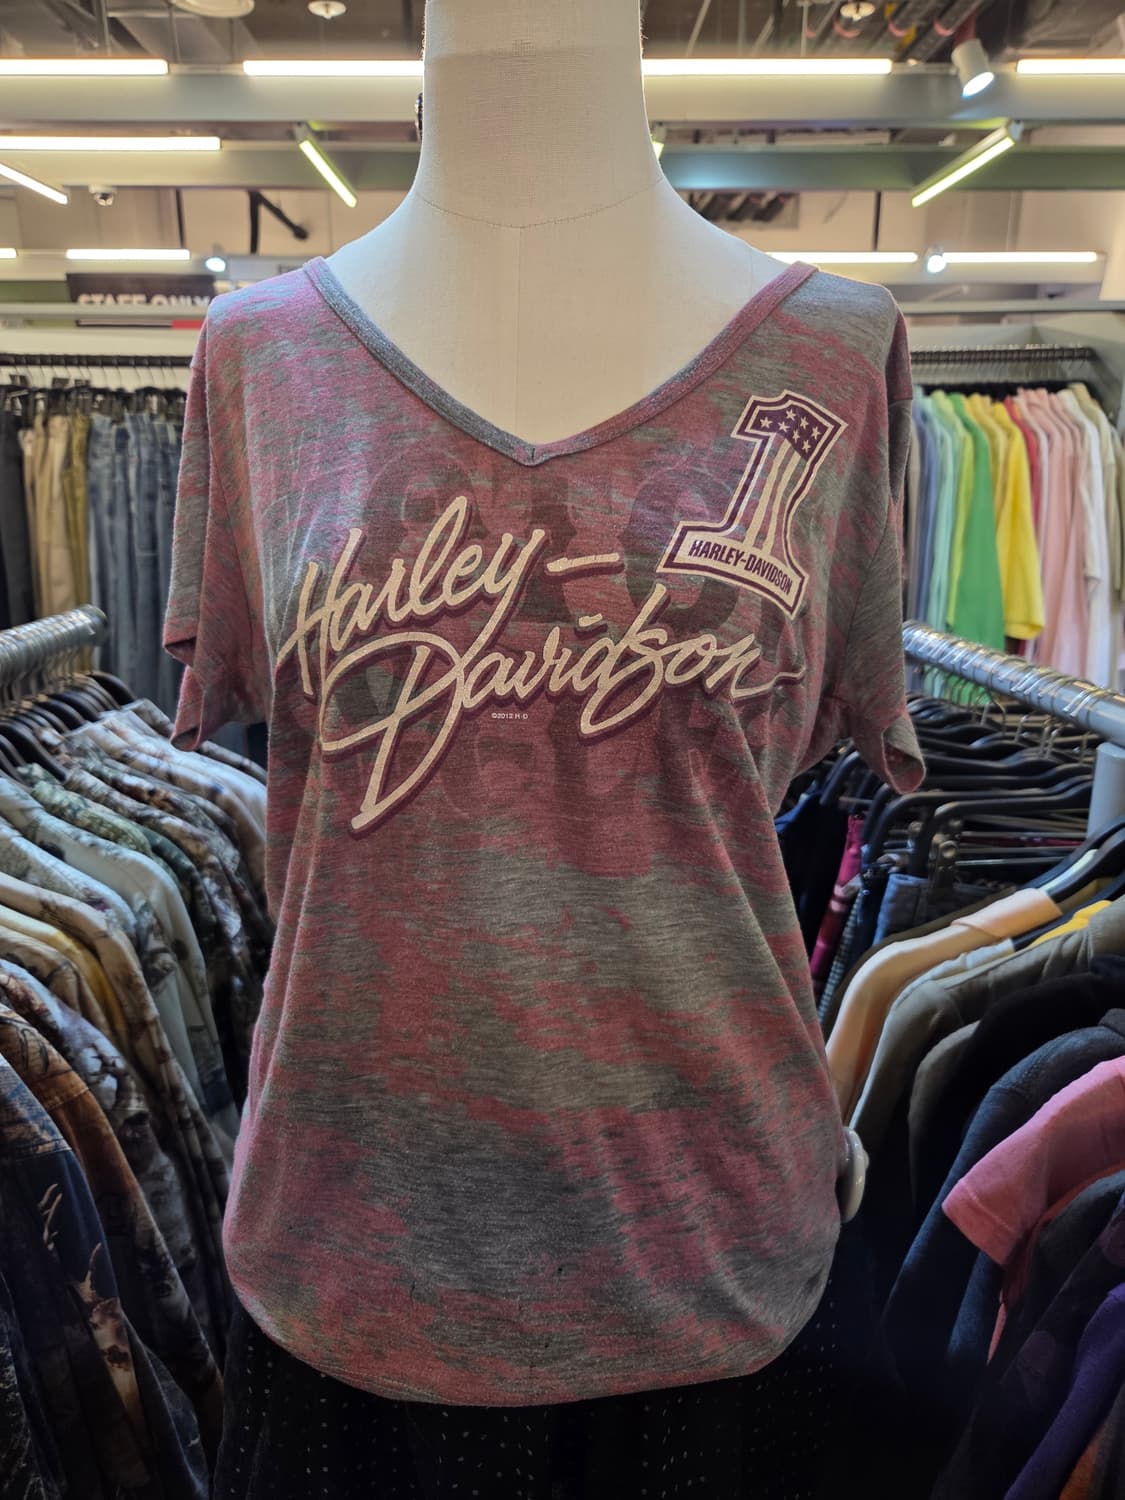 STAFF ONLY
1
HARLEY-DAVIDSON
Harley-
Davidson
©2012 H-D